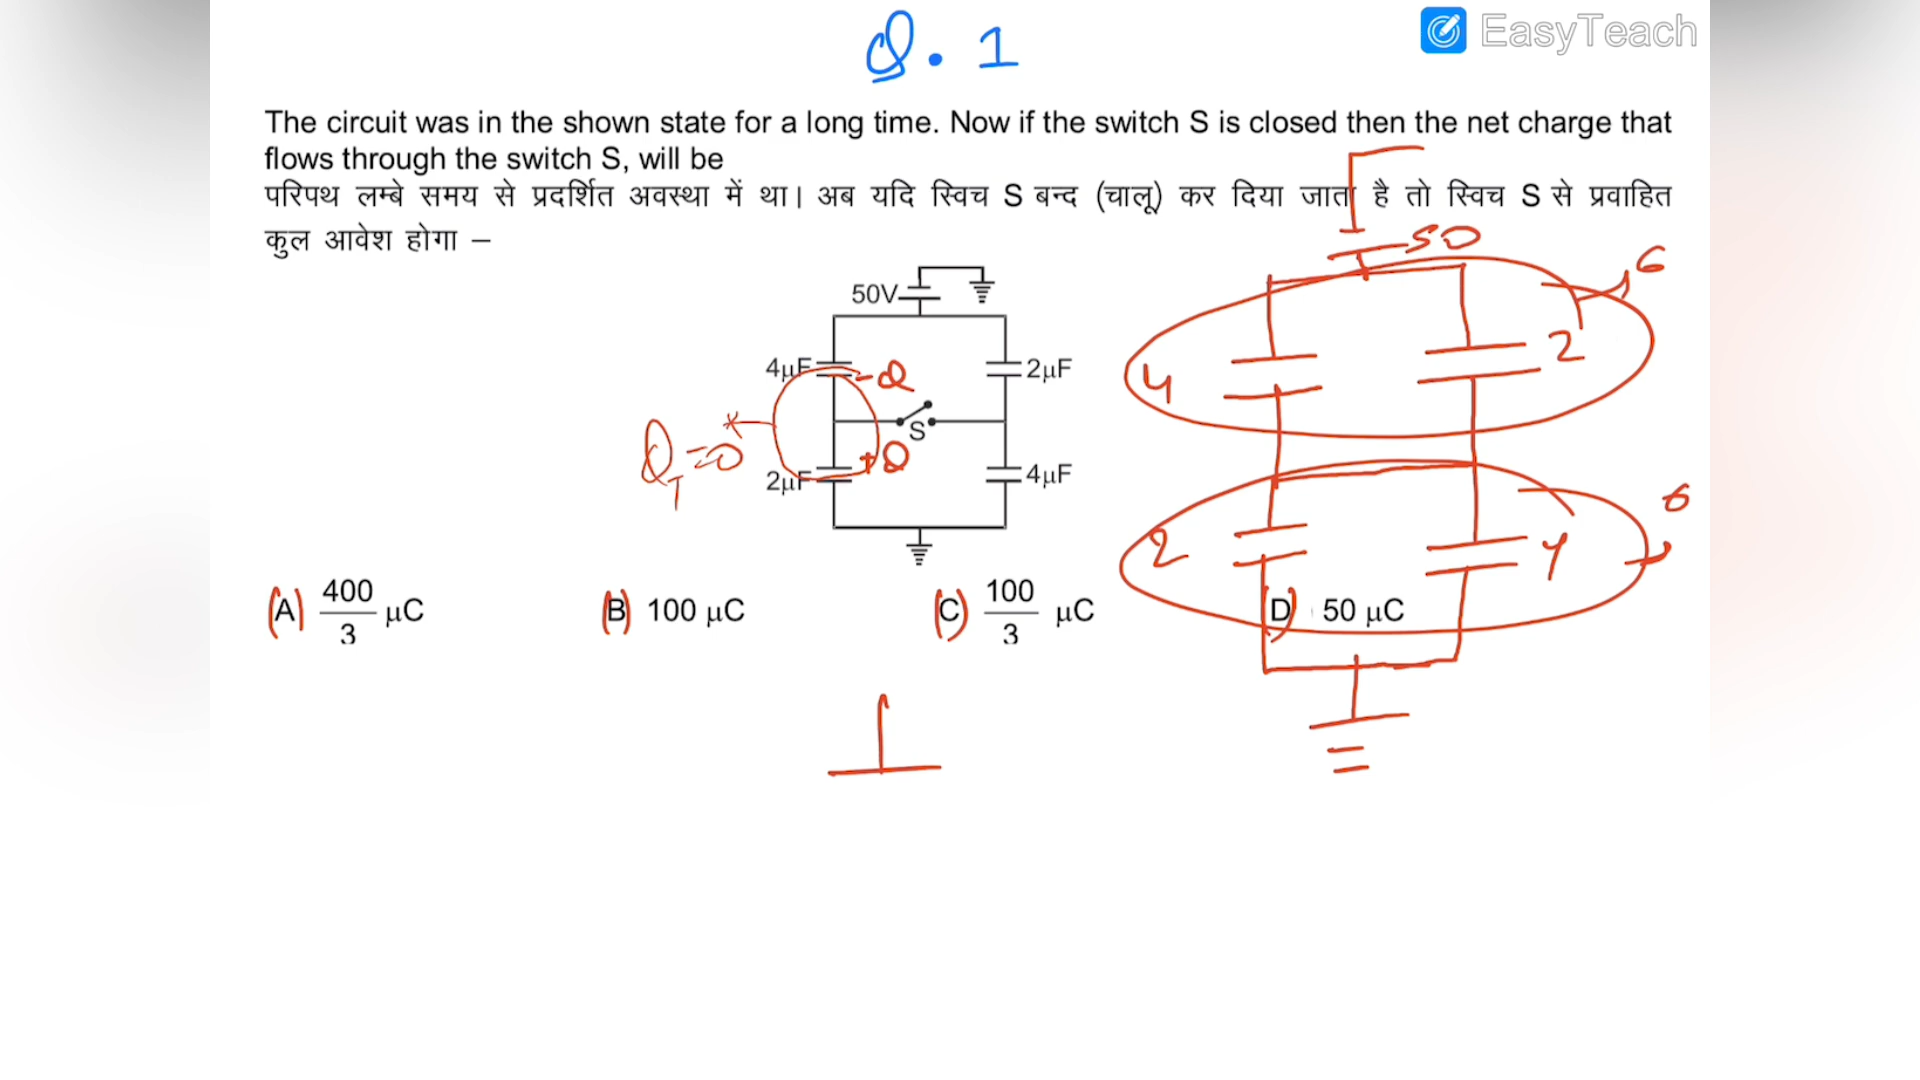 Q. 1
EasyTeach
The circuit was in the shown state for a long time. Now if the switch S is closed then the net charge that
flows through the switch S, will be
परिपथ लम्बे समय से प्रदर्शित अवस्था में था। अब यदि स्विच S बन्द (चालू) कर दिया जाता है तो स्विच S से प्रवाहित
कुल आवेश होगा –
50V
4μF
2μF
S
2μF
4μF
-Q
+Q
Q_T = 0
50
6
4
2
6
2
4
(A) 400/3 μC
(B) 100 μC
(C) 100/3 μC
(D) 50 μC